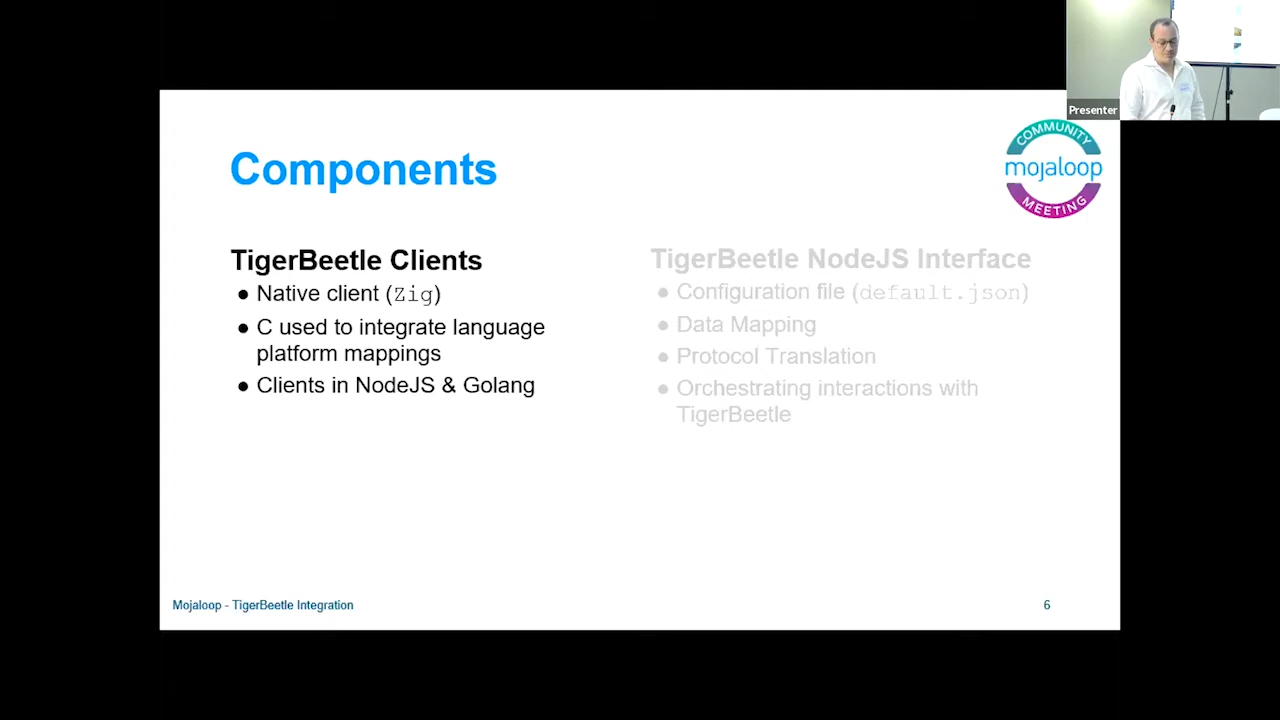 Presenter
COMMUNITY
mojaloop
MEETING
Components
TigerBeetle Clients
● Native client (Zig)
● C used to integrate language
platform mappings
● Clients in NodeJS & Golang
TigerBeetle NodeJS Interface
● Configuration file (default.json)
● Data Mapping
● Protocol Translation
● Orchestrating interactions with
TigerBeetle
Mojaloop - TigerBeetle Integration
6